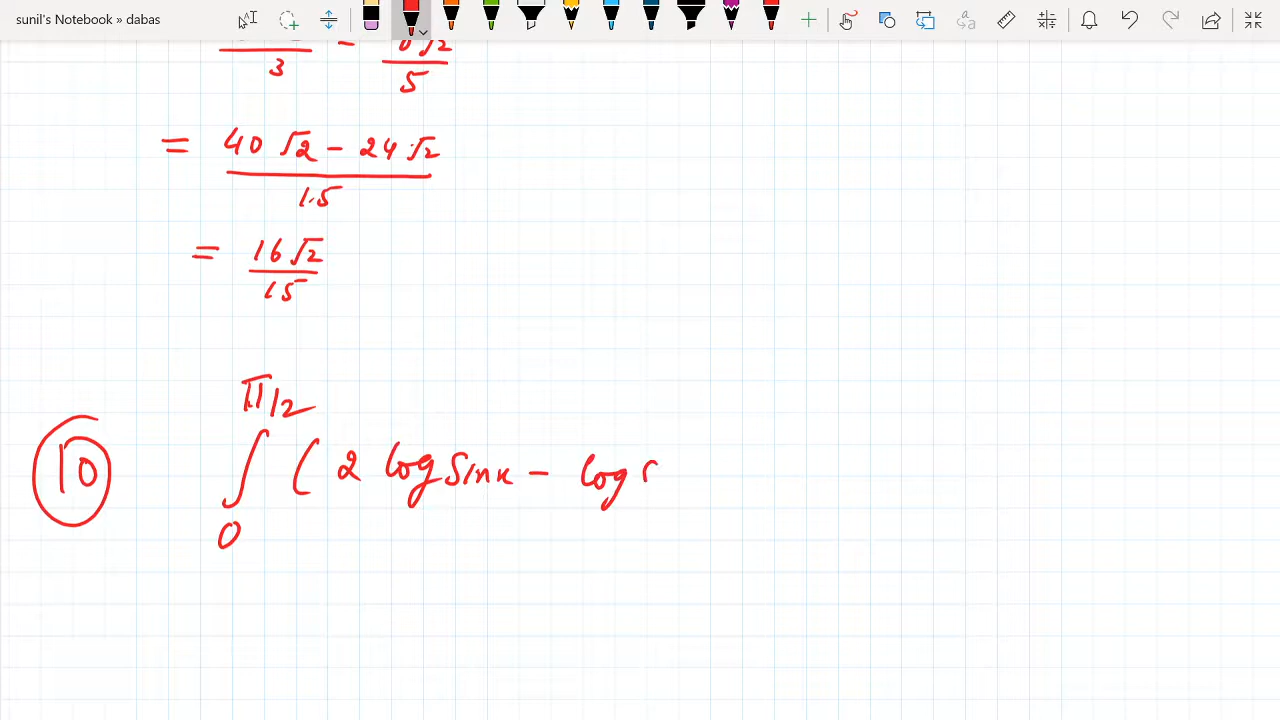 sunil's Notebook » dabas
3 - 5
= 40 √2 - 24 √2
15
= 16 √2
15
π/2
10 ∫ ( 2 log sin x - log
0